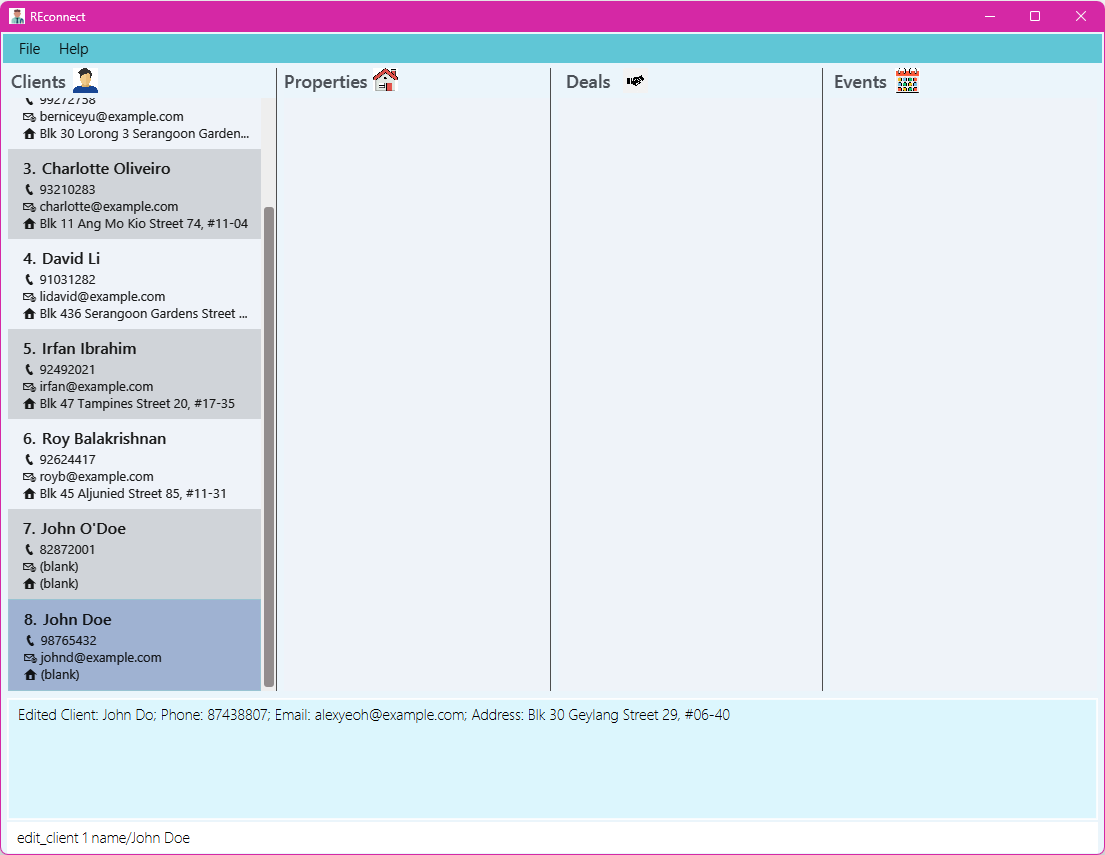 REconnect
File Help
Clients
Properties
Deals
Events
99272758
berniceyu@example.com
Blk 30 Lorong 3 Serangoon Garden...
3. Charlotte Oliveiro
93210283
charlotte@example.com
Blk 11 Ang Mo Kio Street 74, #11-04
4. David Li
91031282
lidavid@example.com
Blk 436 Serangoon Gardens Street ...
5. Irfan Ibrahim
92492021
irfan@example.com
Blk 47 Tampines Street 20, #17-35
6. Roy Balakrishnan
92624417
royb@example.com
Blk 45 Aljunied Street 85, #11-31
7. John O'Doe
82872001
(blank)
(blank)
8. John Doe
98765432
johnd@example.com
(blank)
Edited Client: John Do; Phone: 87438807; Email: alexyeoh@example.com; Address: Blk 30 Geylang Street 29, #06-40
edit_client 1 name/John Doe